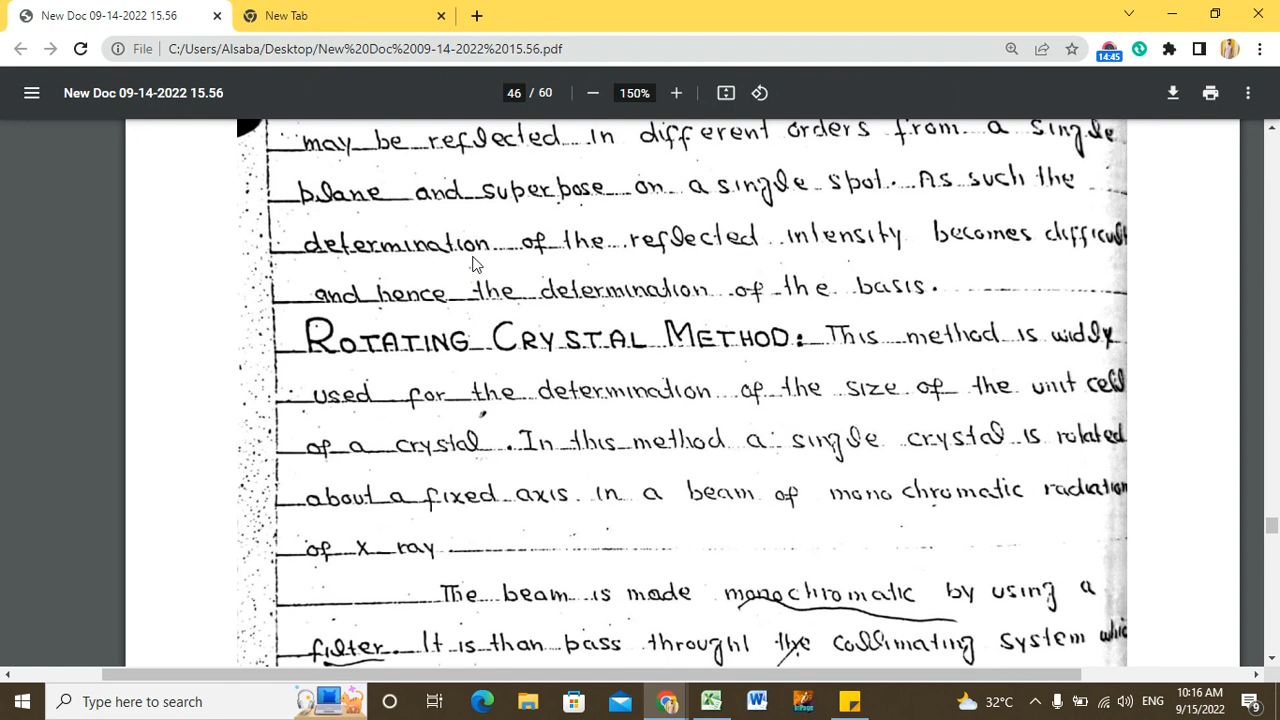 New Doc 09-14-2022 15.56
New Tab
File
C:/Users/Alsaba/Desktop/New%20Doc%2009-14-2022%2015.56.pdf
14:45
New Doc 09-14-2022 15.56
46 / 60
150%
may be reflected in different orders from a single
plane and superpose on a single spot. As such the
determination of the reflected intensity becomes difficult
and hence the determination of the basis.
ROTATING CRYSTAL METHOD: This method is widly
used for the determination of the size of the unit cell
of a crystal. In this method a single crystal is rotated
about a fixed axis in a beam of mono chromatic radiation
of x ray
The beam is made monochromatic by using a
filter. It is than pass throught the collimating system whic
Type here to search
32°C
ENG
10:16 AM
9/15/2022
9